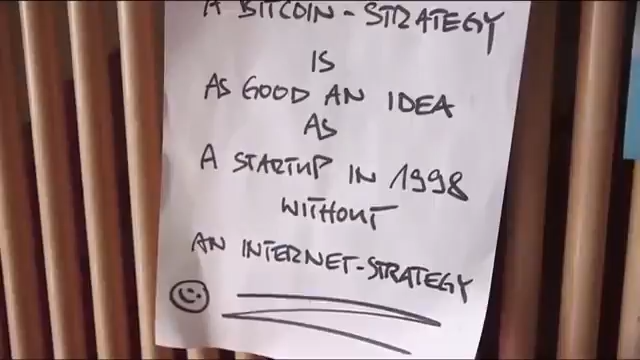 A BITCOIN-STRATEGY
IS
AS GOOD AN IDEA
AS
A STARTUP IN 1998
WITHOUT
AN INTERNET-STRATEGY